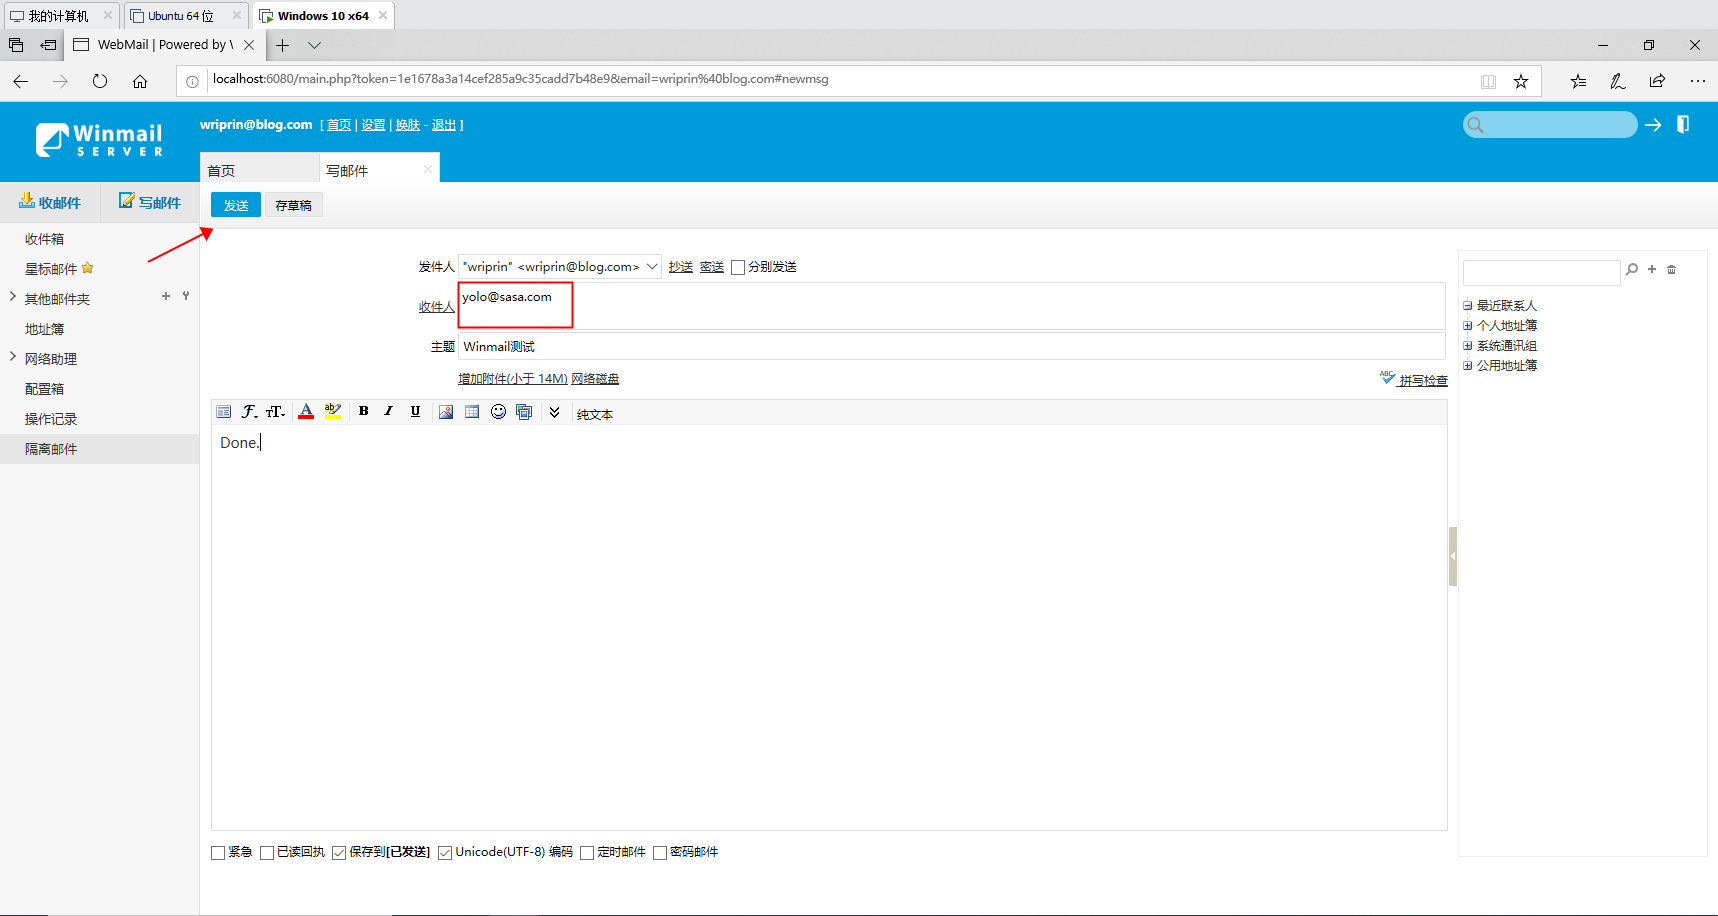 我的计算机
Ubuntu 64 位
Windows 10 x64
WebMail | Powered by
localhost:6080/main.php?token=1e1678a3a14cef285a9c35cadd7b48e9&email=wriprin%40blog.com#newmsg
Winmail
SERVER
wriprin@blog.com [ 首页 | 设置 | 换肤 - 退出 ]
首页
写邮件
收邮件
写邮件
发送
存草稿
收件箱
星标邮件
其他邮件夹
地址簿
网络助理
配置箱
操作记录
隔离邮件
发件人 "wriprin" <wriprin@blog.com> 抄送 密送 分别发送
收件人 yolo@sasa.com
主题 Winmail测试
增加附件(小于 14M) 网络磁盘
ABC 拼写检查
纯文本
Done.
最近联系人
个人地址簿
系统通讯组
公用地址簿
紧急 已读回执 保存到[已发送] Unicode(UTF-8) 编码 定时邮件 密码邮件